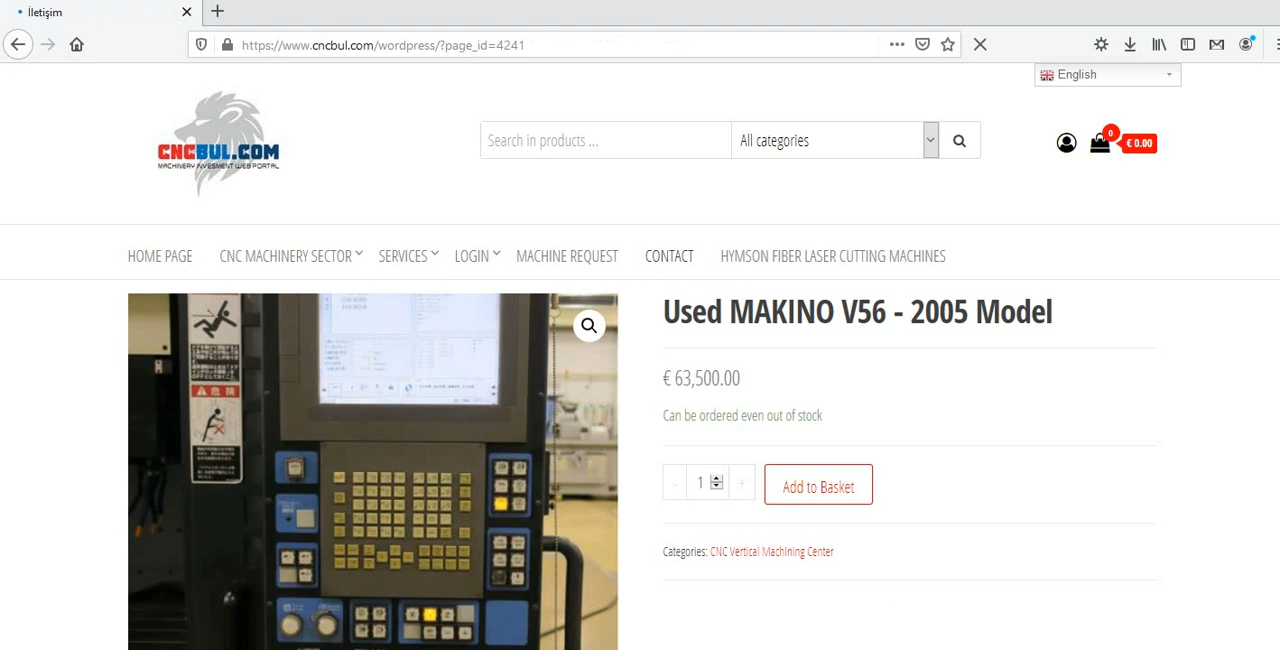 İletişim
https://www.cncbul.com/wordpress/?page_id=4241
English
CNCBUL.COM
MACHINERY INVESMENT WEB PORTAL
Search in products ...
All categories
0
€ 0.00
HOME PAGE
CNC MACHINERY SECTOR
SERVICES
LOGIN
MACHINE REQUEST
CONTACT
HYMSON FIBER LASER CUTTING MACHINES
Used MAKINO V56 - 2005 Model
€ 63,500.00
Can be ordered even out of stock
- 1 +
Add to Basket
Categories: CNC Vertical Machining Center
危険